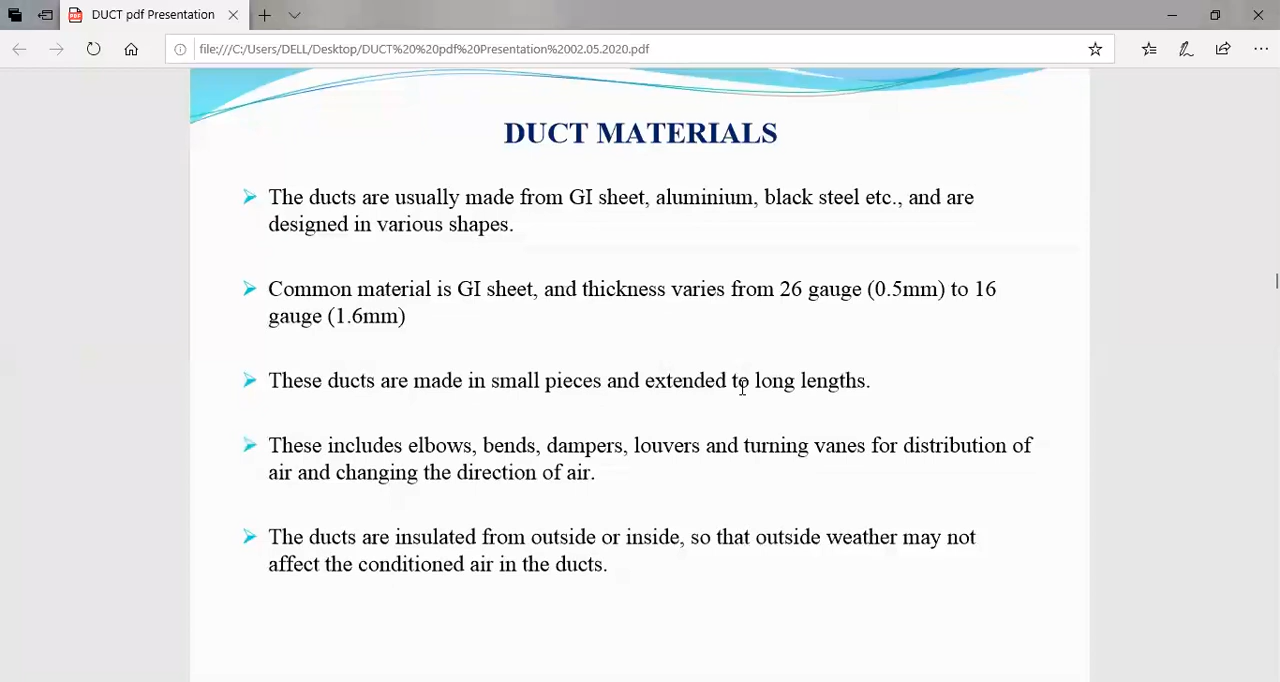 DUCT pdf Presentation
file:///C:/Users/DELL/Desktop/DUCT%20%20pdf%20Presentation%2002.05.2020.pdf
DUCT MATERIALS
The ducts are usually made from GI sheet, aluminium, black steel etc., and are
designed in various shapes.
Common material is GI sheet, and thickness varies from 26 gauge (0.5mm) to 16
gauge (1.6mm)
These ducts are made in small pieces and extended to long lengths.
These includes elbows, bends, dampers, louvers and turning vanes for distribution of
air and changing the direction of air.
The ducts are insulated from outside or inside, so that outside weather may not
affect the conditioned air in the ducts.